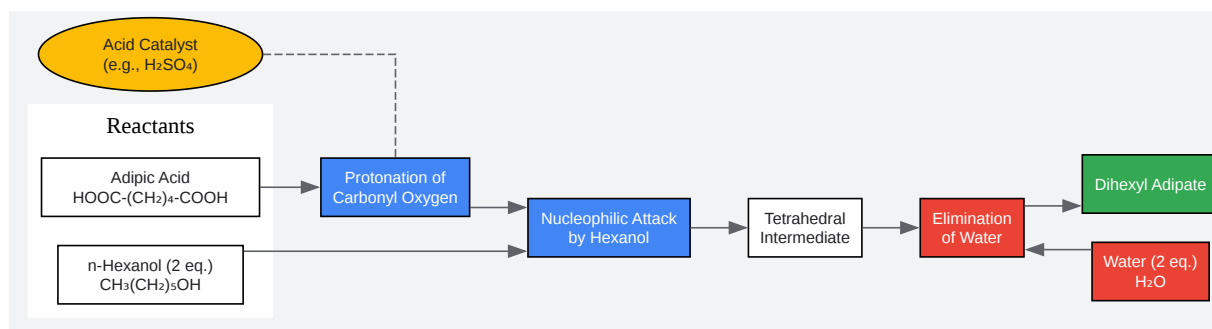 Acid Catalyst
(e.g., H₂SO₄)
Reactants
Adipic Acid
HOOC-(CH₂)₄-COOH
Protonation of
Carbonyl Oxygen
n-Hexanol (2 eq.)
CH₃(CH₂)₅OH
Nucleophilic Attack
by Hexanol
Tetrahedral
Intermediate
Elimination
of Water
Dihexyl Adipate
Water (2 eq.)
H₂O